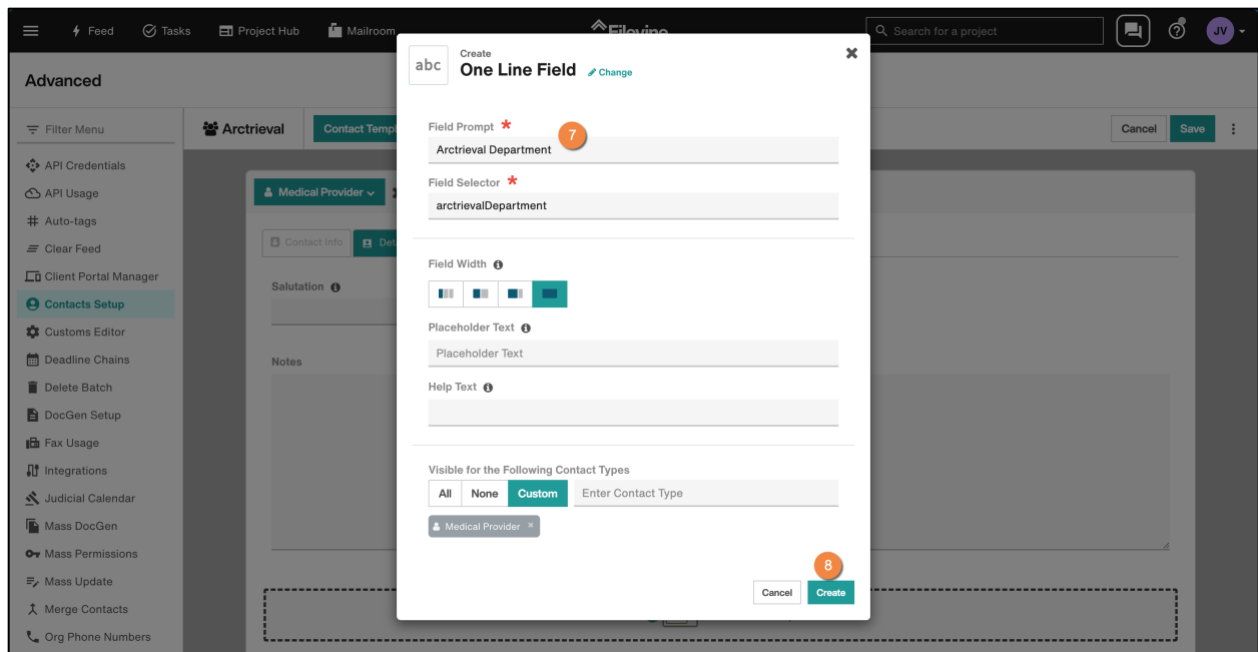 Feed
Tasks
Project Hub
Mailroom
Filevine
Search for a project
JV
Advanced
Filter Menu
API Credentials
API Usage
Auto-tags
Clear Feed
Client Portal Manager
Contacts Setup
Customs Editor
Deadline Chains
Delete Batch
DocGen Setup
Fax Usage
Integrations
Judicial Calendar
Mass DocGen
Mass Permissions
Mass Update
Merge Contacts
Org Phone Numbers
Arctrieval
Contact Templ
Cancel
Save
Medical Provider
Contact Info
Det
Salutation
Notes
abc
Create
One Line Field
Change
Field Prompt *
7
Arctrieval Department
Field Selector *
arctrievalDepartment
Field Width
Placeholder Text
Placeholder Text
Help Text
Visible for the Following Contact Types
All None Custom Enter Contact Type
Medical Provider ×
8
Cancel
Create